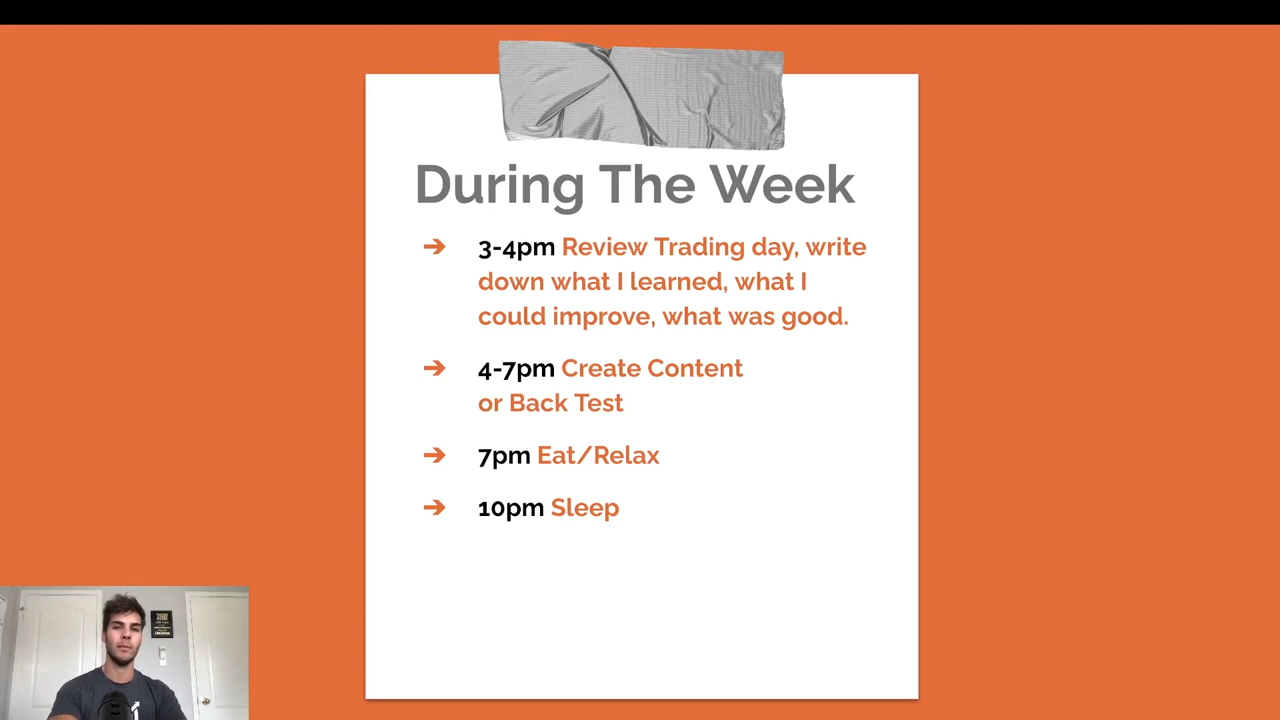 During The Week
➔ 3-4pm Review Trading day, write
down what I learned, what I
could improve, what was good.
➔ 4-7pm Create Content
or Back Test
➔ 7pm Eat/Relax
➔ 10pm Sleep